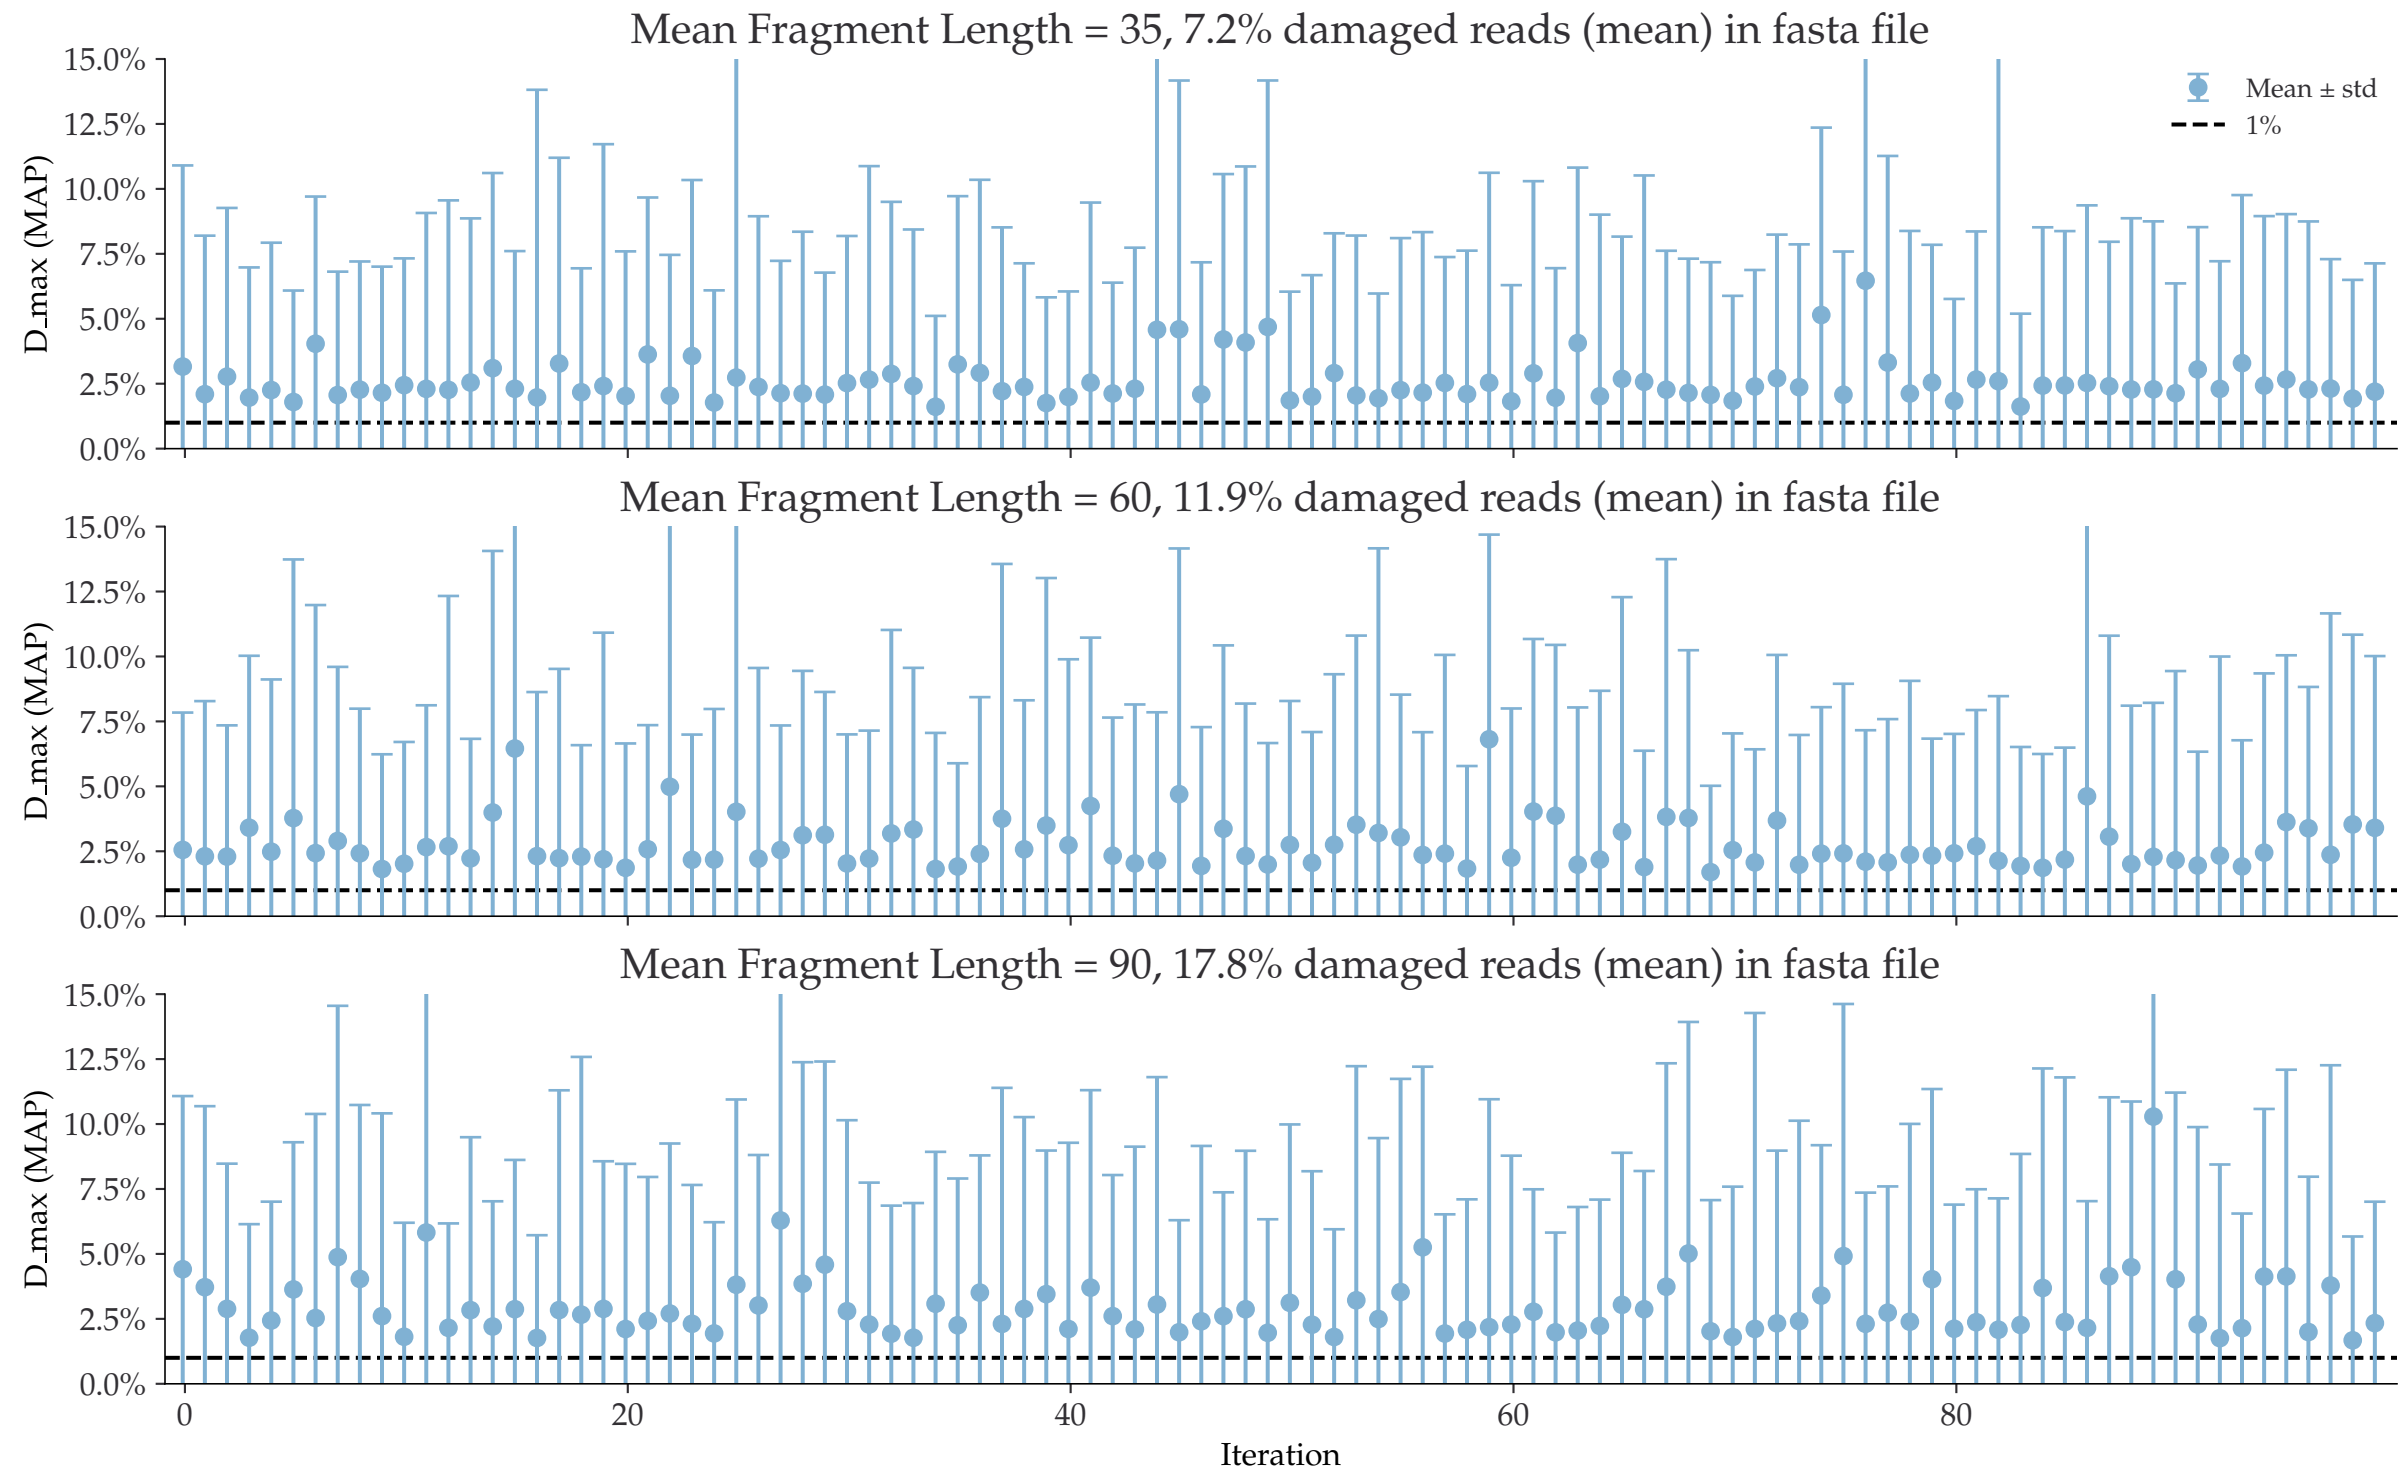 Mean Fragment Length = 35, 7.2% damaged reads (mean) in fasta file
15.0%
12.5%
10.0%
7.5%
5.0%
2.5%
0.0%
D_max (MAP)
Mean ± std
1%
Mean Fragment Length = 60, 11.9% damaged reads (mean) in fasta file
15.0%
12.5%
10.0%
7.5%
5.0%
2.5%
0.0%
D_max (MAP)
Mean Fragment Length = 90, 17.8% damaged reads (mean) in fasta file
15.0%
12.5%
10.0%
7.5%
5.0%
2.5%
0.0%
D_max (MAP)
0 20 40 60 80
Iteration